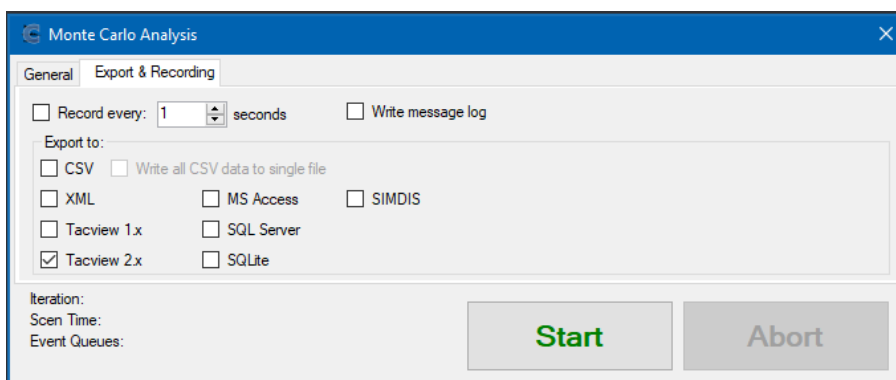 Monte Carlo Analysis
General Export & Recording
Record every: 1 seconds Write message log
Export to:
CSV Write all CSV data to single file
XML MS Access SIMDIS
Tacview 1.x SQL Server
Tacview 2.x SQLite
Iteration:
Scen Time:
Event Queues:
Start Abort